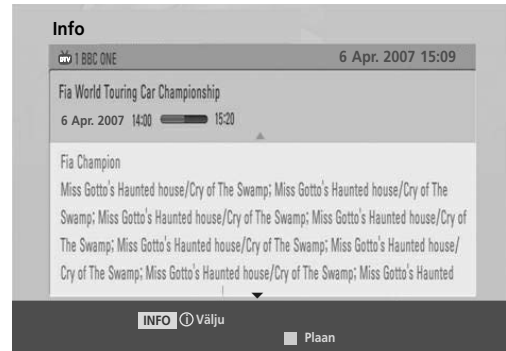 Info
DTV 1 BBC ONE 6 Apr. 2007 15:09
Fia World Touring Car Championship
6 Apr. 2007 14:00 15:20
Fia Champion
Miss Gotto's Haunted house/Cry of The Swamp; Miss Gotto's Haunted house/Cry of The
Swamp; Miss Gotto's Haunted house/Cry of The Swamp; Miss Gotto's Haunted house/Cry of
The Swamp; Miss Gotto's Haunted house/Cry of The Swamp; Miss Gotto's Haunted house/
Cry of The Swamp; Miss Gotto's Haunted house/Cry of The Swamp; Miss Gotto's Haunted
INFO i Välju
Plaan